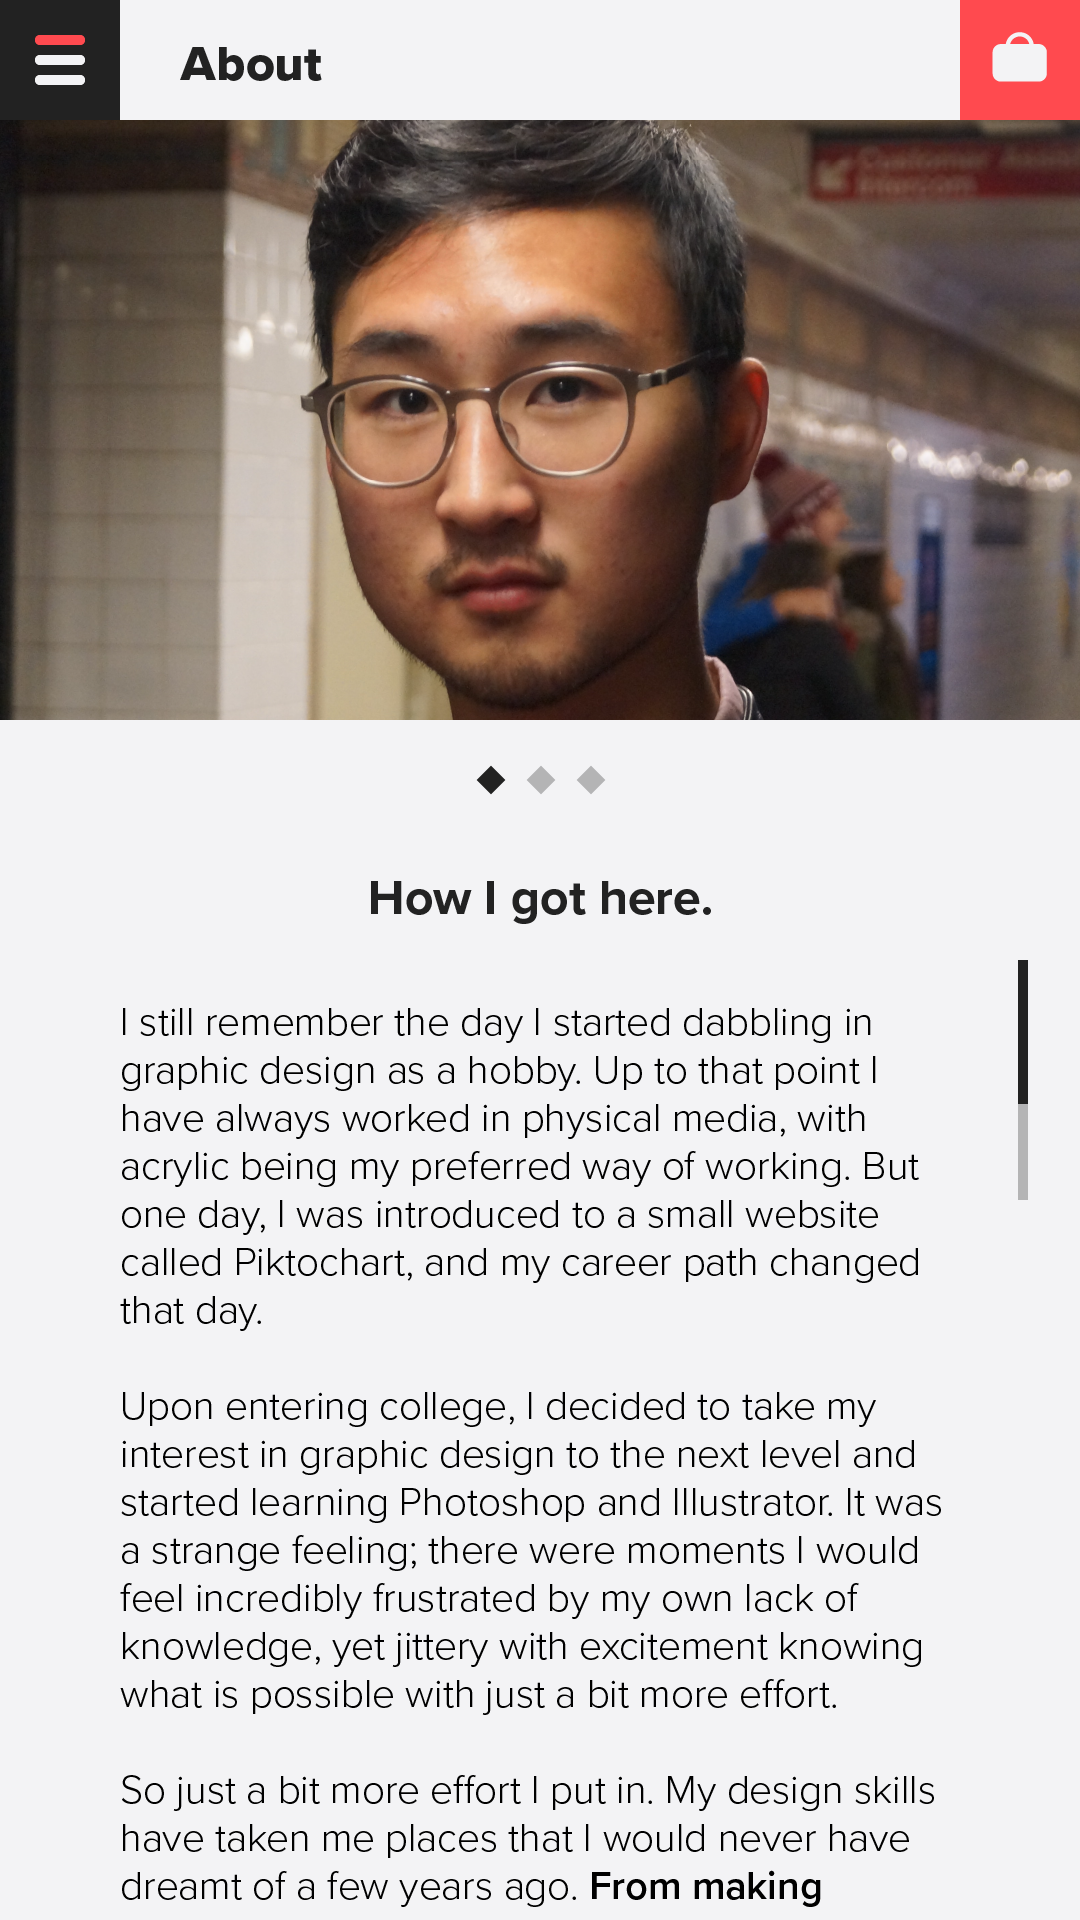 About
Customer Assist
Intercom
How I got here.
I still remember the day I started dabbling in
graphic design as a hobby. Up to that point I
have always worked in physical media, with
acrylic being my preferred way of working. But
one day, I was introduced to a small website
called Piktochart, and my career path changed
that day.
Upon entering college, I decided to take my
interest in graphic design to the next level and
started learning Photoshop and Illustrator. It was
a strange feeling; there were moments I would
feel incredibly frustrated by my own lack of
knowledge, yet jittery with excitement knowing
what is possible with just a bit more effort.
So just a bit more effort I put in. My design skills
have taken me places that I would never have
dreamt of a few years ago. From making